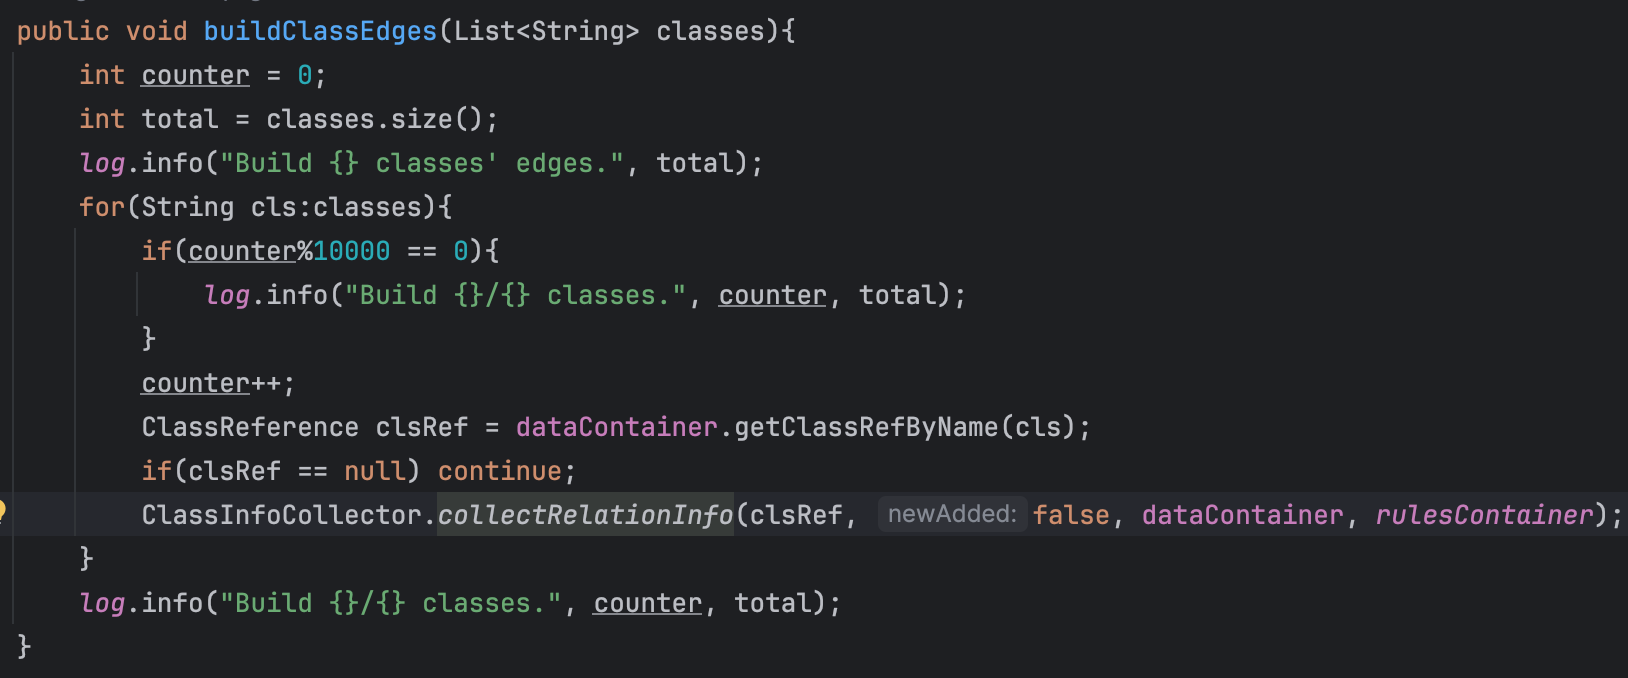 public void buildClassEdges(List<String> classes){
int counter = 0;
int total = classes.size();
log.info("Build {} classes' edges.", total);
for(String cls:classes){
if(counter%10000 == 0){
log.info("Build {}/{} classes.", counter, total);
}
counter++;
ClassReference clsRef = dataContainer.getClassRefByName(cls);
if(clsRef == null) continue;
ClassInfoCollector.collectRelationInfo(clsRef, newAdded: false, dataContainer, rulesContainer);
}
log.info("Build {}/{} classes.", counter, total);
}